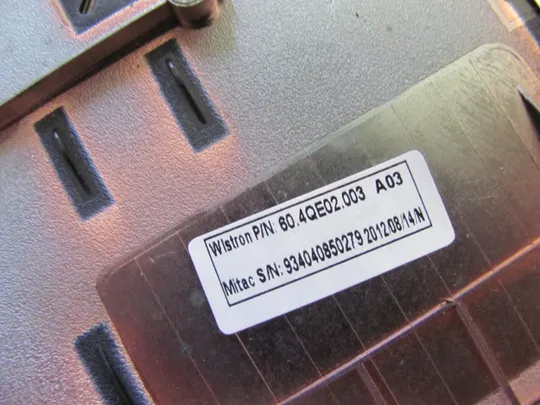 Wistron P/N: 60.4QE02.003 A03
Mitac S/N: 934040850279 2012/08/14/N